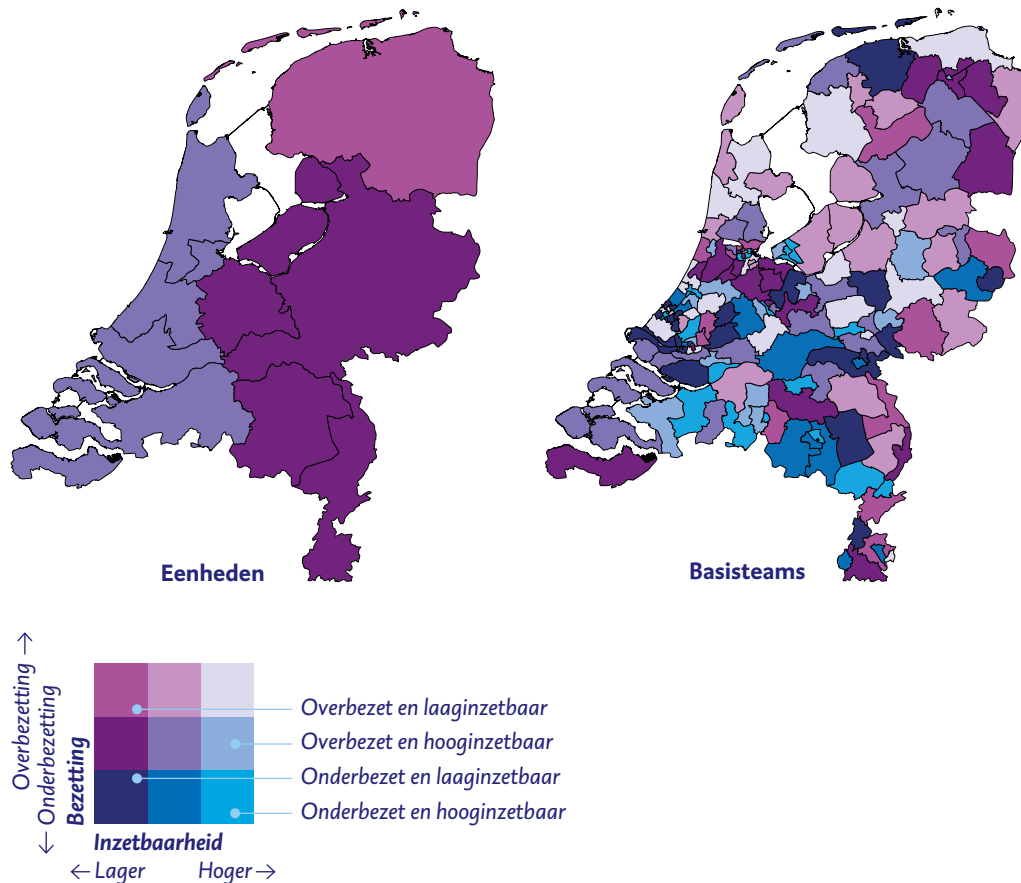 Eenheden
Basisteams
Overbezetting →
← Onderbezetting
Bezetting
Overbezet en laaginzetbaar
Overbezet en hooginzetbaar
Onderbezet en laaginzetbaar
Onderbezet en hooginzetbaar
Inzetbaarheid
← Lager Hoger →